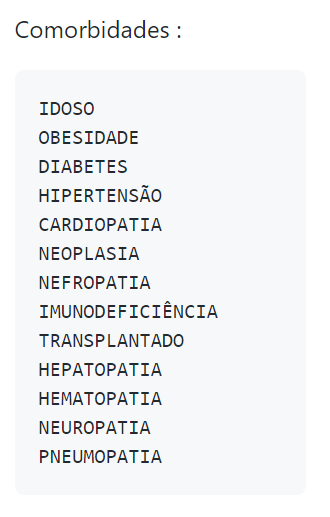 Comorbidades :
IDOSO
OBESIDADE
DIABETES
HIPERTENSÃO
CARDIOPATIA
NEOPLASIA
NEFROPATIA
IMUNODEFICIÊNCIA
TRANSPLANTADO
HEPATOPATIA
HEMATOPATIA
NEUROPATIA
PNEUMOPATIA